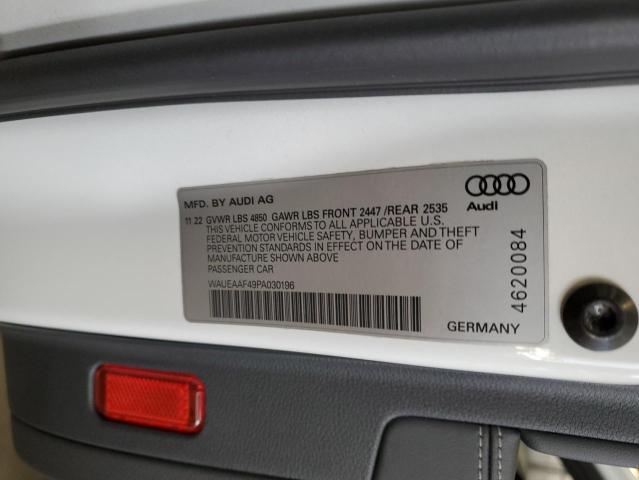 MFD. BY AUDI AG
11 22 GVWR LBS 4850 GAWR LBS FRONT 2447 /REAR 2535
THIS VEHICLE CONFORMS TO ALL APPLICABLE U.S.
FEDERAL MOTOR VEHICLE SAFETY, BUMPER AND THEFT
PREVENTION STANDARDS IN EFFECT ON THE DATE OF
MANUFACTURE SHOWN ABOVE
PASSENGER CAR
WAUEAAF49PA030196
Audi
4620084
GERMANY